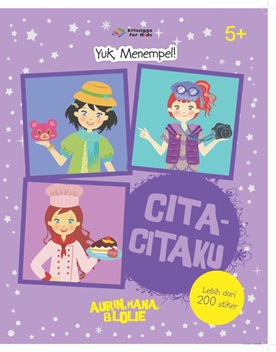 Erlangga
for Kids
5+
Yuk, Menempel!
CITA-
CITAKU
Lebih dari
200 stiker
AURIN, HANA,
& LOLIE